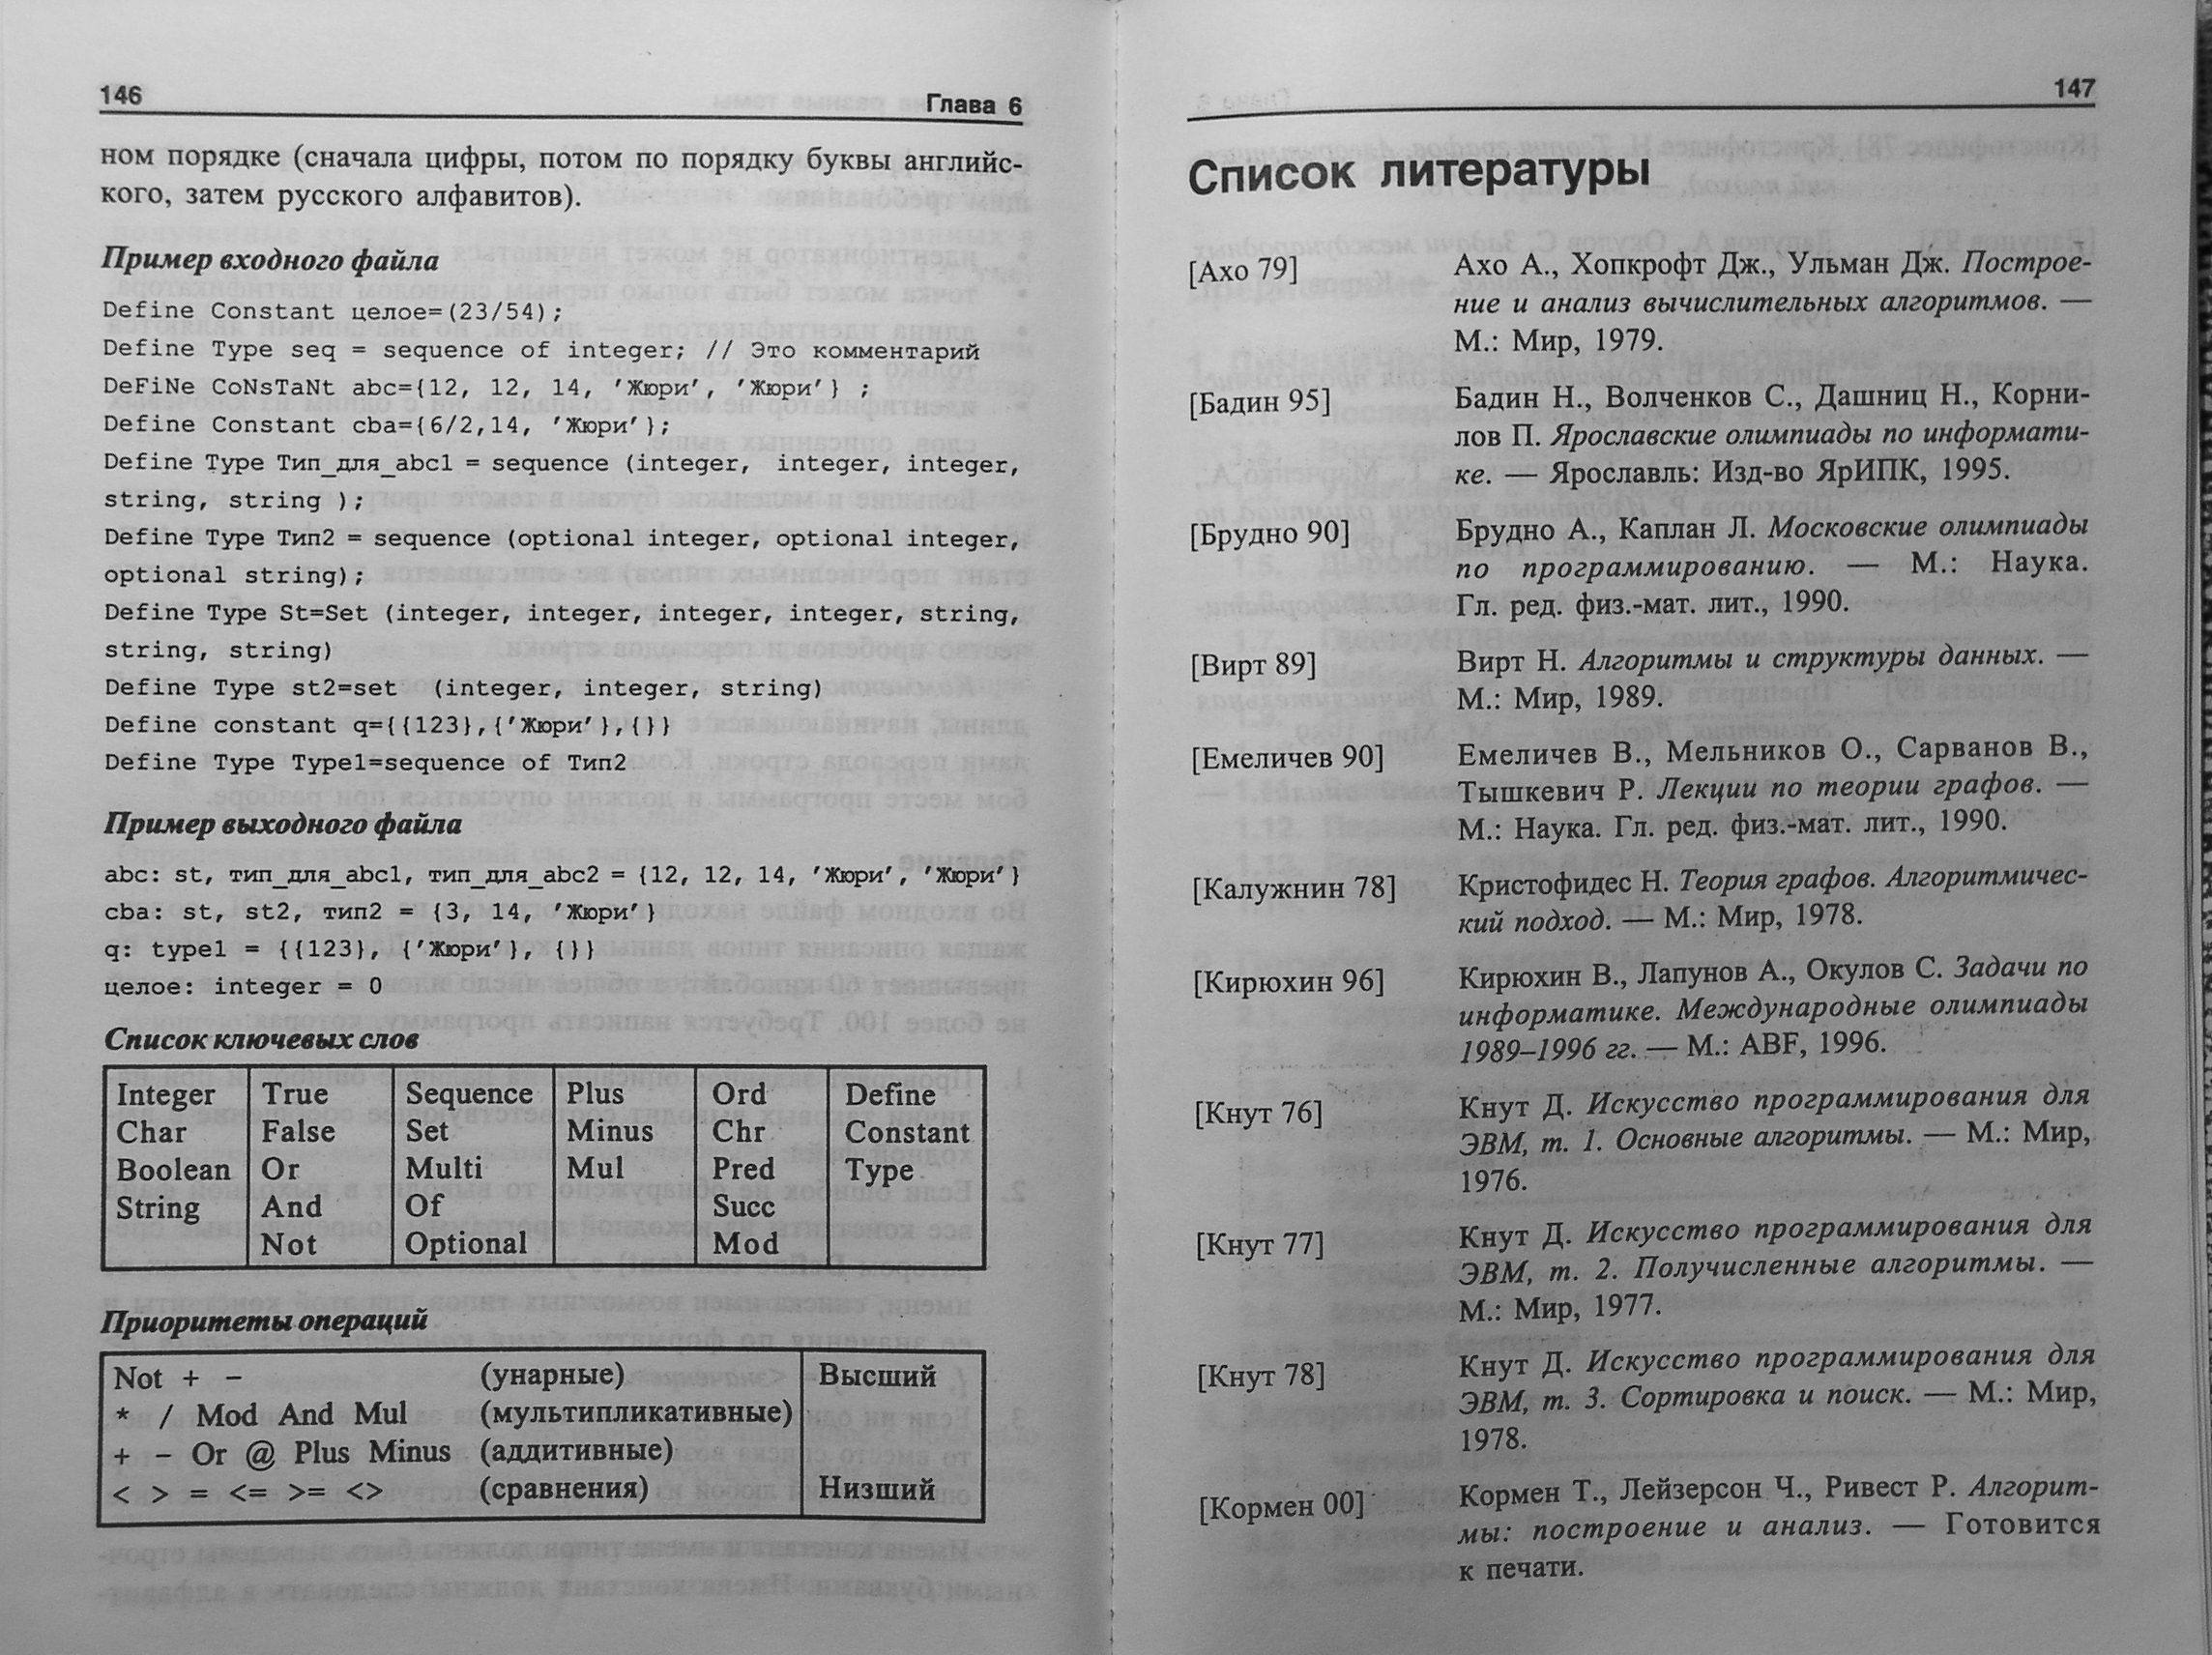 146
Глава 6
ном порядке (сначала цифры, потом по порядку буквы английс-
кого, затем русского алфавитов).
Пример входного файла
Define Constant целое=(23/54);
Define Type seq = sequence of integer; // Это комментарий
DeFiNe CoNsTaNt abc={12, 12, 14, 'Жюри', 'Жюри'} ;
Define Constant cba={6/2,14, 'Жюри'};
Define Type Тип_для_abc1 = sequence (integer, integer, integer,
string, string );
Define Type Тип2 = sequence (optional integer, optional integer,
optional string);
Define Type St=Set (integer, integer, integer, integer, string,
string, string)
Define Type st2=set (integer, integer, string)
Define constant q={{123},{'Жюри'},{}}
Define Type Type1=sequence of Тип2
Пример выходного файла
abc: st, тип_для_abc1, тип_для_abc2 = {12, 12, 14, 'Жюри', 'Жюри'}
cba: st, st2, тип2 = {3, 14, 'Жюри'}
q: type1 = {{123}, {'Жюри'}, {}}
целое: integer = 0
Список ключевых слов
Integer True Sequence Plus Ord Define
Char False Set Minus Chr Constant
Boolean Or Multi Mul Pred Type
String And Of Succ
Not Optional Mod
Приоритеты операций
Not + - (унарные) Высший
* / Mod And Mul (мультипликативные)
+ - Or @ Plus Minus (аддитивные)
< > = <= >= <> (сравнения) Низший
147
Список литературы
[Ахо 79] Ахо А., Хопкрофт Дж., Ульман Дж. Построе-
ние и анализ вычислительных алгоритмов. —
М.: Мир, 1979.
[Бадин 95] Бадин Н., Волченков С., Дашниц Н., Корни-
лов П. Ярославские олимпиады по информати-
ке. — Ярославль: Изд-во ЯрИПК, 1995.
[Брудно 90] Брудно А., Каплан Л. Московские олимпиады
по программированию. — М.: Наука.
Гл. ред. физ.-мат. лит., 1990.
[Вирт 89] Вирт Н. Алгоритмы и структуры данных. —
М.: Мир, 1989.
[Емеличев 90] Емеличев В., Мельников О., Сарванов В.,
Тышкевич Р. Лекции по теории графов. —
М.: Наука. Гл. ред. физ.-мат. лит., 1990.
[Калужнин 78] Кристофидес Н. Теория графов. Алгоритмичес-
кий подход. — М.: Мир, 1978.
[Кирюхин 96] Кирюхин В., Лапунов А., Окулов С. Задачи по
информатике. Международные олимпиады
1989–1996 гг. — М.: ABF, 1996.
[Кнут 76] Кнут Д. Искусство программирования для
ЭВМ, т. 1. Основные алгоритмы. — М.: Мир,
1976.
[Кнут 77] Кнут Д. Искусство программирования для
ЭВМ, т. 2. Получисленные алгоритмы. —
М.: Мир, 1977.
[Кнут 78] Кнут Д. Искусство программирования для
ЭВМ, т. 3. Сортировка и поиск. — М.: Мир,
1978.
[Кормен 00] Кормен Т., Лейзерсон Ч., Ривест Р. Алгорит-
мы: построение и анализ. — Готовится
к печати.